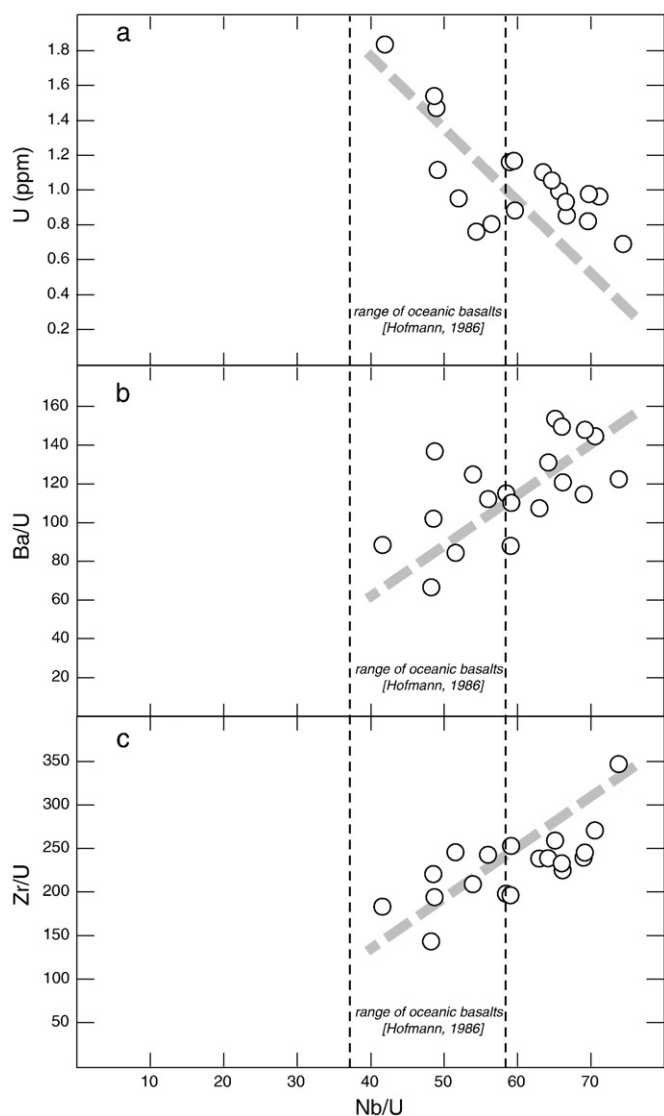 a
1.8
1.6
1.4
1.2
1.0
0.8
0.6
0.4
0.2
U (ppm)
range of oceanic basalts
[Hofmann, 1986]
b
160
140
120
100
80
60
40
20
Ba/U
range of oceanic basalts
[Hofmann, 1986]
c
350
300
250
200
150
100
50
Zr/U
range of oceanic basalts
[Hofmann, 1986]
10 20 30 40 50 60 70
Nb/U